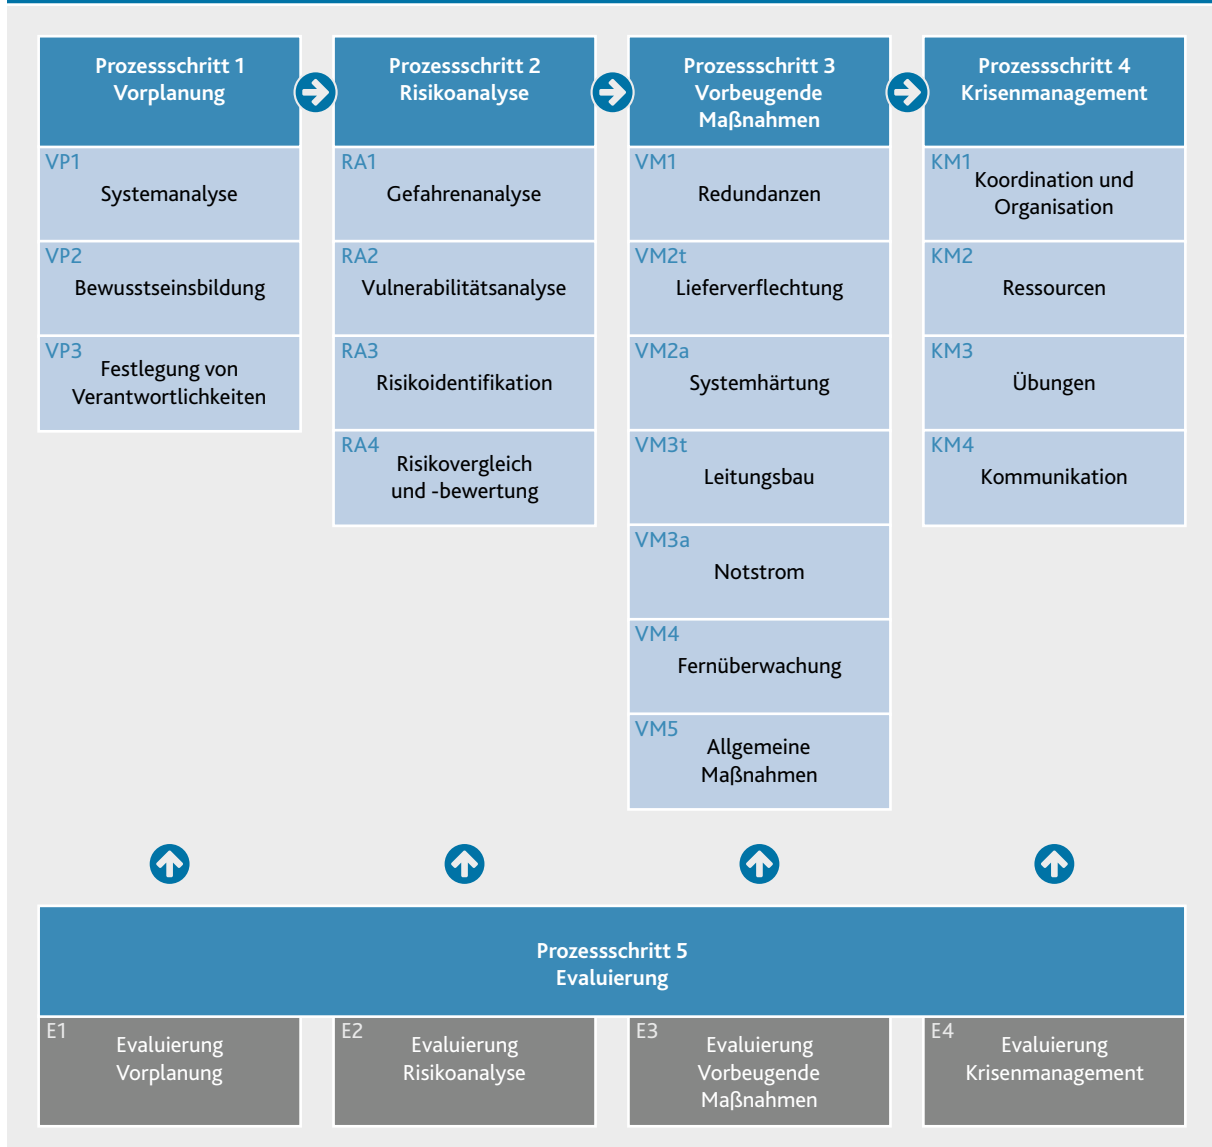 Prozessschritt 1
Vorplanung
VP1
Systemanalyse
VP2
Bewusstseinsbildung
VP3
Festlegung von
Verantwortlichkeiten
Prozessschritt 2
Risikoanalyse
RA1
Gefahrenanalyse
RA2
Vulnerabilitätsanalyse
RA3
Risikoidentifikation
RA4
Risikovergleich
und -bewertung
Prozessschritt 3
Vorbeugende
Maßnahmen
VM1
Redundanzen
VM2t
Lieferverflechtung
VM2a
Systemhärtung
VM3t
Leitungsbau
VM3a
Notstrom
VM4
Fernüberwachung
VM5
Allgemeine
Maßnahmen
Prozessschritt 4
Krisenmanagement
KM1
Koordination und
Organisation
KM2
Ressourcen
KM3
Übungen
KM4
Kommunikation
Prozessschritt 5
Evaluierung
E1
Evaluierung
Vorplanung
E2
Evaluierung
Risikoanalyse
E3
Evaluierung
Vorbeugende
Maßnahmen
E4
Evaluierung
Krisenmanagement